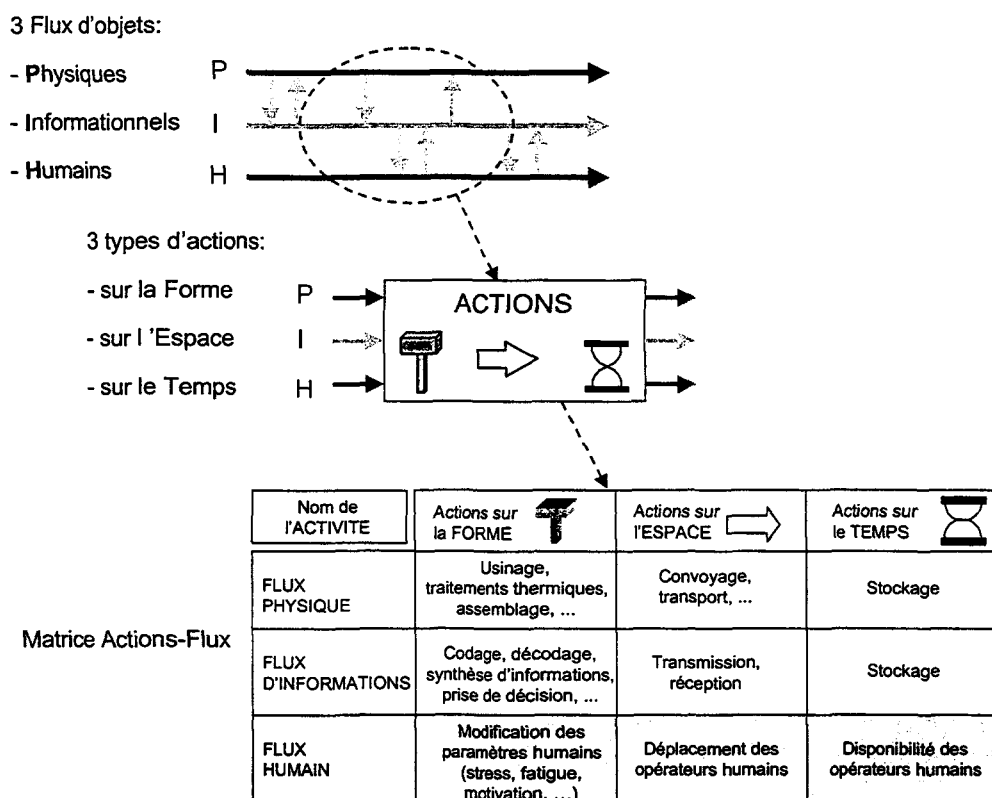 3 Flux d'objets:
- Physiques P
- Informationnels I
- Humains H
3 types d'actions:
- sur la Forme P
- sur l 'Espace I
- sur le Temps H
ACTIONS
Matrice Actions-Flux
Nom de
l'ACTIVITE
Actions sur
la FORME
Actions sur
l'ESPACE
Actions sur
le TEMPS
FLUX
PHYSIQUE
Usinage,
traitements thermiques,
assemblage, ...
Convoyage,
transport, ...
Stockage
FLUX
D'INFORMATIONS
Codage, décodage,
synthèse d'informations,
prise de décision, ...
Transmission,
réception
Stockage
FLUX
HUMAIN
Modification des
paramètres humains
(stress, fatigue,
motivation, ...)
Déplacement des
opérateurs humains
Disponibilité des
opérateurs humains